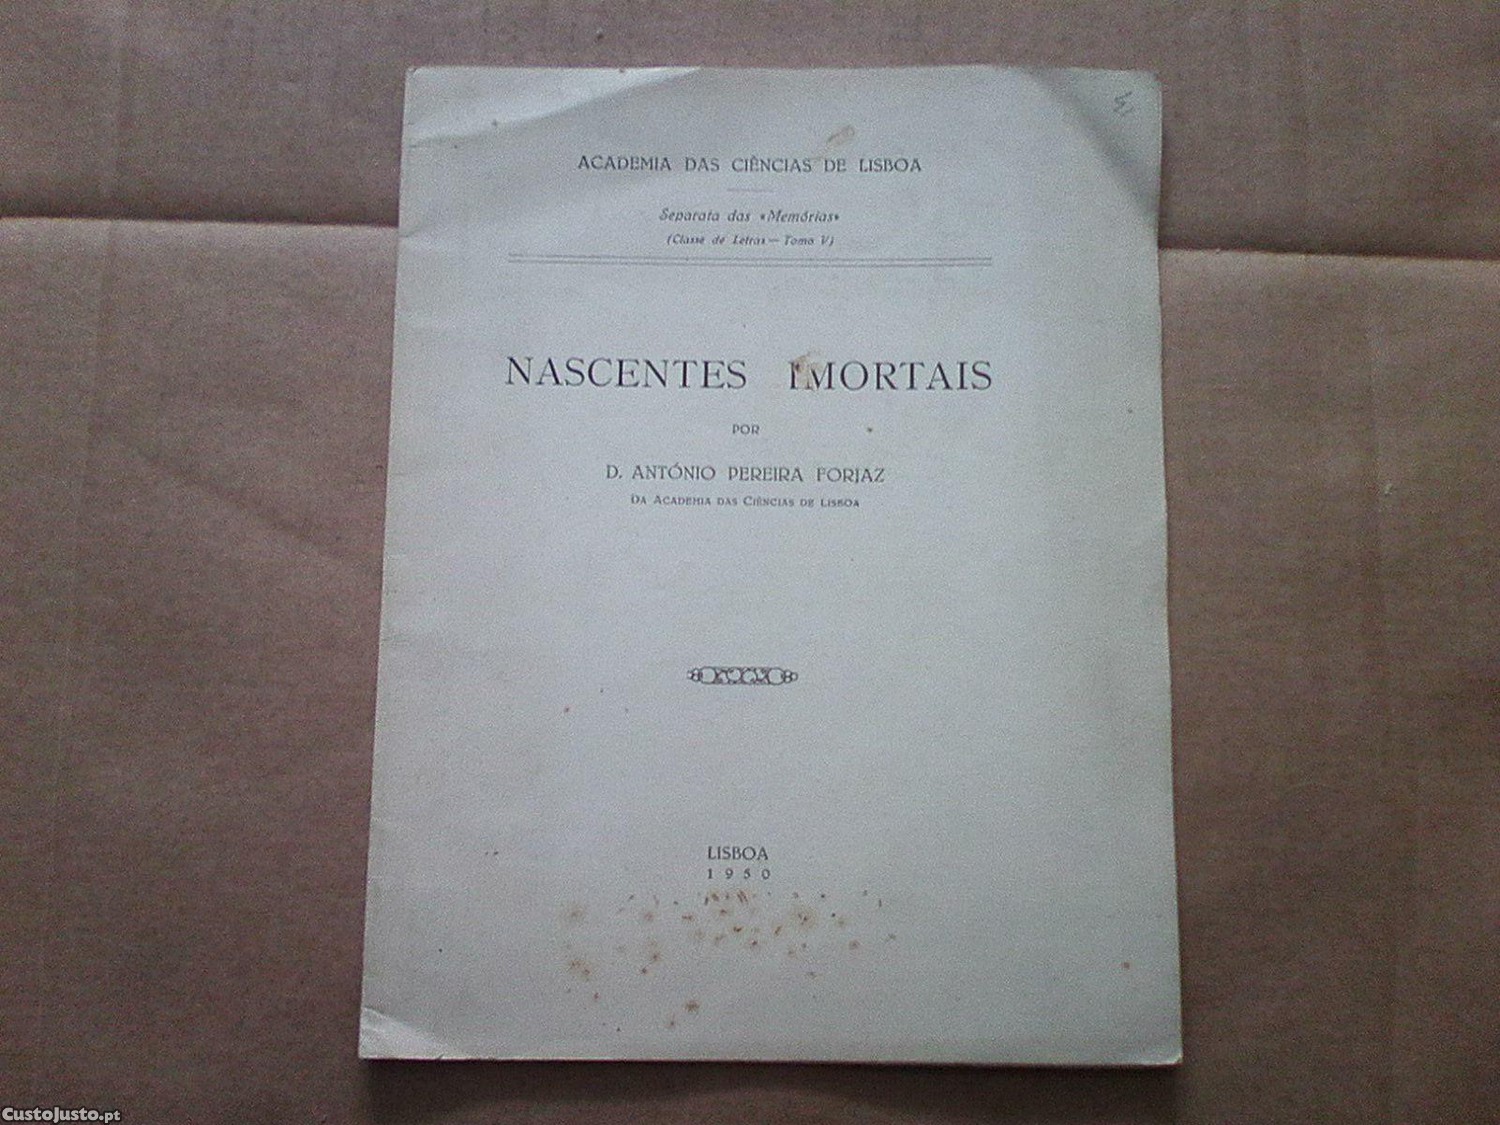 ACADEMIA DAS CIÊNCIAS DE LISBOA
Separata das «Memórias»
(Classe de Letras — Tomo V)
NASCENTES IMORTAIS
POR
D. ANTÓNIO PEREIRA FORJAZ
DA ACADEMIA DAS CIÊNCIAS DE LISBOA
LISBOA
1950
CustoJusto.pt